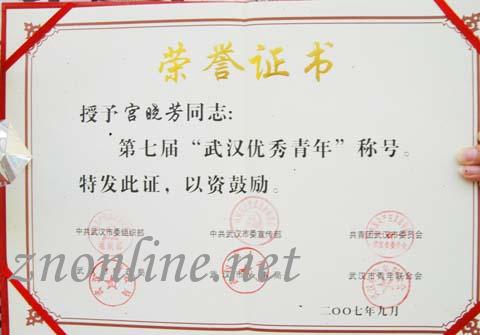 荣誉证书
授予宫晓芳同志:
第七届“武汉优秀青年”称号。
特发此证，以资鼓励。
中共武汉市委组织部 中共武汉市委宣传部 共青团武汉市委员会
武汉市青年联合会
二〇〇七年九月
znonline.net